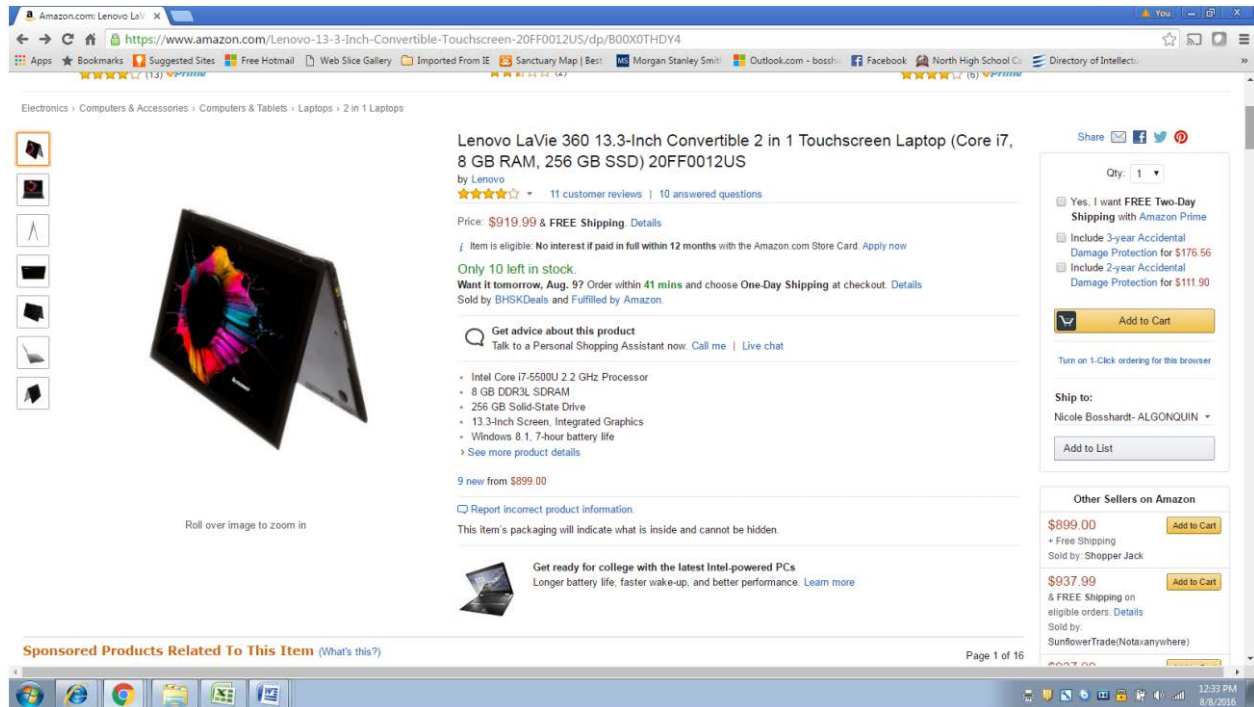 Amazon.com: Lenovo LaV
You
https://www.amazon.com/Lenovo-13-3-Inch-Convertible-Touchscreen-20FF0012US/dp/B00X0THDY4
Apps Bookmarks Suggested Sites Free Hotmail Web Slice Gallery Imported From IE Sanctuary Map | Best Morgan Stanley Smit Outlook.com - bossh Facebook North High School C Directory of Intellect »
(13) Prime (2) (6) Prime
Electronics › Computers & Accessories › Computers & Tablets › Laptops › 2 in 1 Laptops
Lenovo LaVie 360 13.3-Inch Convertible 2 in 1 Touchscreen Laptop (Core i7,
8 GB RAM, 256 GB SSD) 20FF0012US
by Lenovo
11 customer reviews | 10 answered questions
Price: $919.99 & FREE Shipping. Details
i Item is eligible: No interest if paid in full within 12 months with the Amazon.com Store Card. Apply now
Only 10 left in stock.
Want it tomorrow, Aug. 9? Order within 41 mins and choose One-Day Shipping at checkout. Details
Sold by BHSKDeals and Fulfilled by Amazon.
Get advice about this product
Talk to a Personal Shopping Assistant now. Call me | Live chat
Intel Core i7-5500U 2.2 GHz Processor
8 GB DDR3L SDRAM
256 GB Solid-State Drive
13.3-Inch Screen, Integrated Graphics
Windows 8.1, 7-hour battery life
› See more product details
9 new from $899.00
Report incorrect product information.
This item's packaging will indicate what is inside and cannot be hidden.
Get ready for college with the latest Intel-powered PCs
Longer battery life, faster wake-up, and better performance. Learn more
lenovo
Roll over image to zoom in
Share
Qty: 1
Yes, I want FREE Two-Day
Shipping with Amazon Prime
Include 3-year Accidental
Damage Protection for $176.56
Include 2-year Accidental
Damage Protection for $111.90
Add to Cart
Turn on 1-Click ordering for this browser
Ship to:
Nicole Bosshardt- ALGONQUIN
Add to List
Other Sellers on Amazon
$899.00 Add to Cart
+ Free Shipping
Sold by: Shopper Jack
$937.99 Add to Cart
& FREE Shipping on
eligible orders. Details
Sold by:
SunflowerTrade(Notaxanywhere)
$937.99
Sponsored Products Related To This Item (What's this?)
Page 1 of 16
12:33 PM
8/8/2016